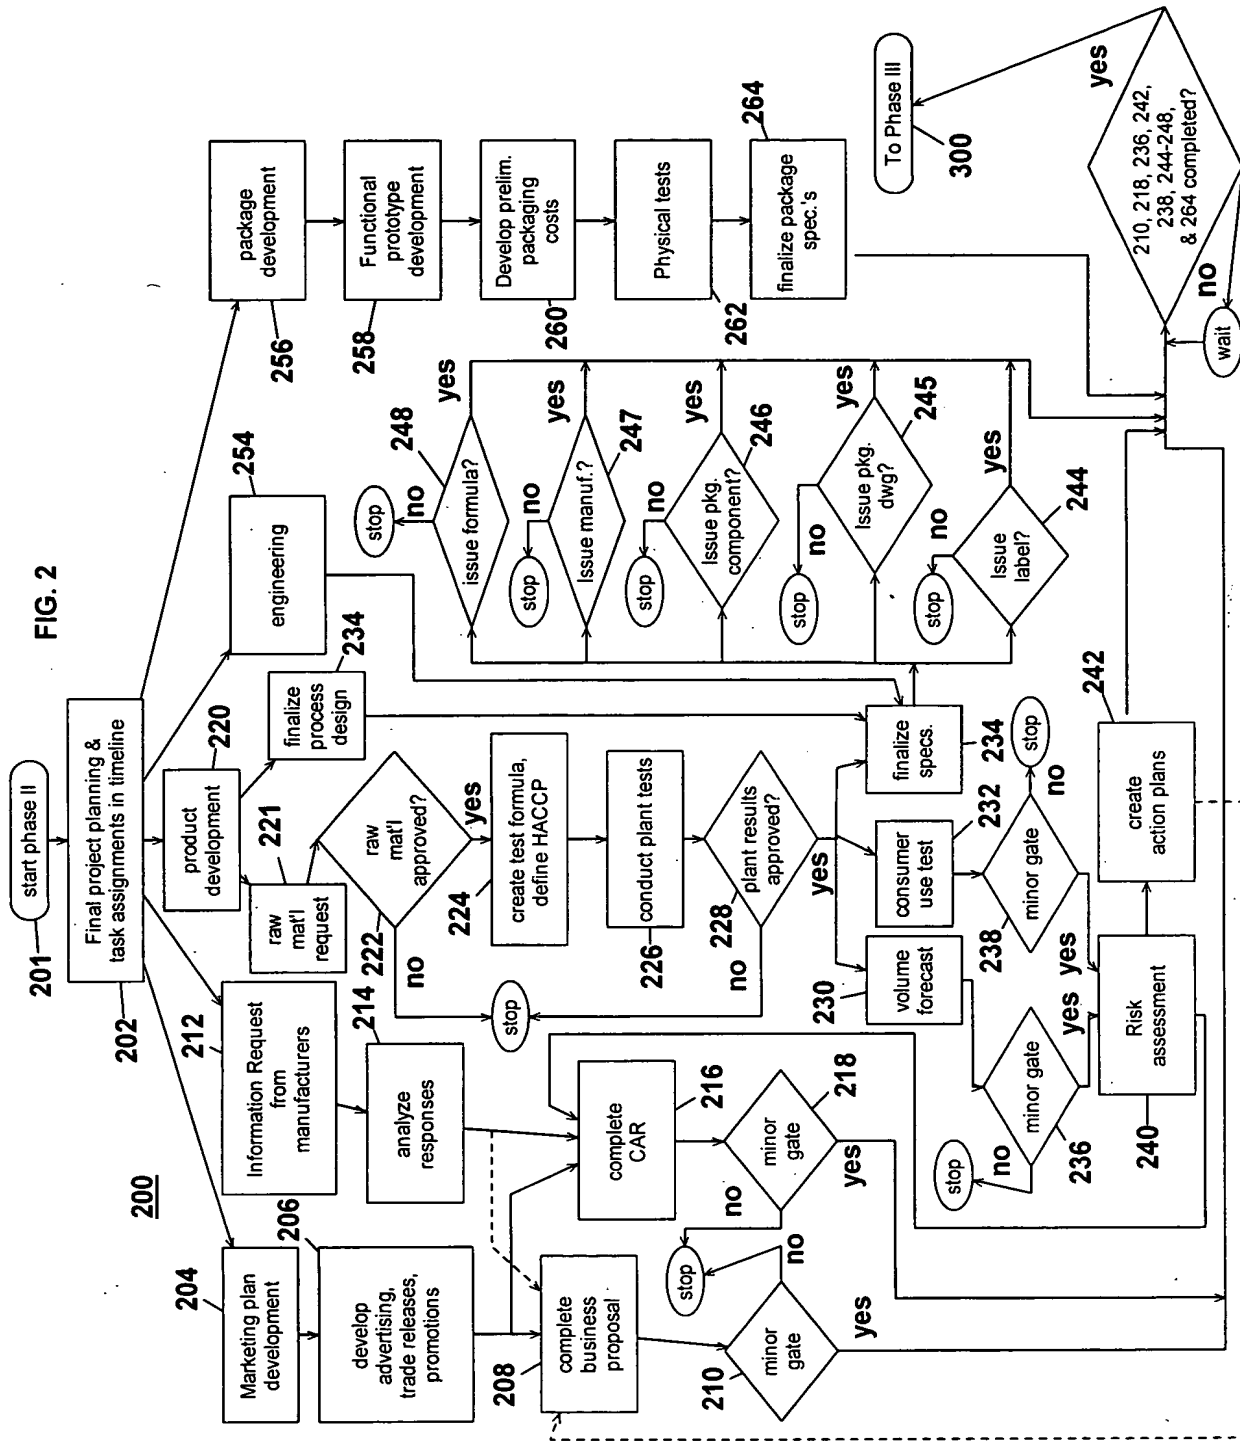 FIG. 2
200
start phase II
201
Final project planning &
task assignments in timeline
202
204
Marketing plan
development
206
develop
advertising,
trade releases,
promotions
208
complete
business
proposal
210
minor
gate
no
stop
yes
212
Information Request
from
manufacturers
214
analyze
responses
216
complete
CAR
218
minor
gate
no
yes
220
product
development
221
raw
mat'l
request
222
raw
mat'l
approved?
no
stop
yes
224
create test formula,
define HACCP
226
conduct plant tests
228
plant results
approved?
no
yes
230
volume
forecast
232
consumer
use test
234
finalize
process
design
234
finalize
specs.
236
minor gate
no
stop
yes
238
minor gate
no
stop
yes
240
Risk
assessment
242
create
action plans
254
engineering
248
issue formula?
no
stop
yes
247
Issue manuf.?
no
stop
yes
246
Issue pkg.
component?
no
stop
yes
245
Issue pkg.
dwg?
no
stop
yes
244
Issue
label?
no
stop
yes
256
package
development
258
Functional
prototype
development
260
Develop prelim.
packaging
costs
262
Physical tests
264
finalize package
spec.'s
To Phase III
300
210, 218, 236, 242,
238, 244-248,
& 264 completed?
yes
no
wait